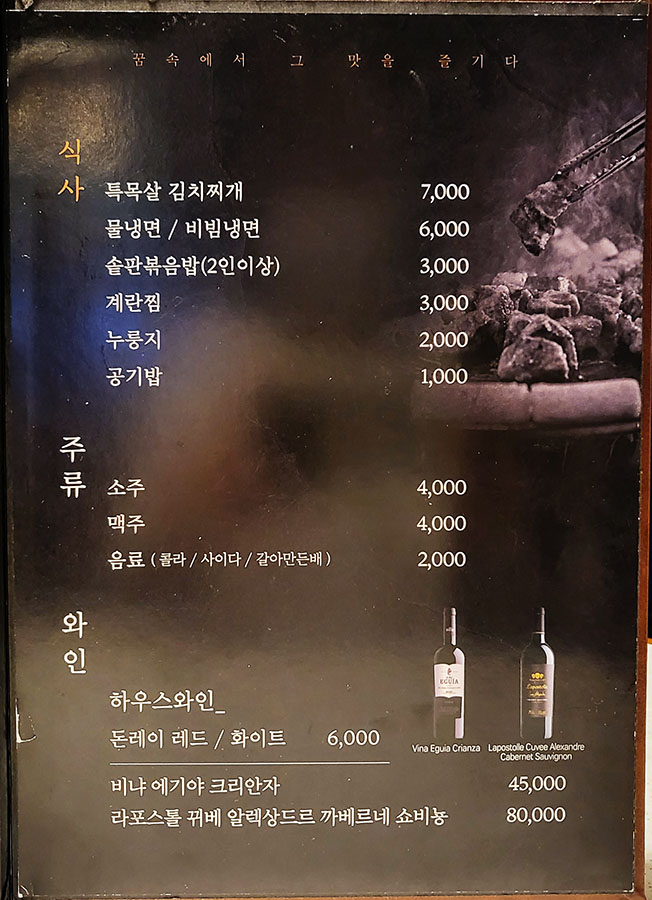 꿈속에서 그 맛을 즐기다
식사
특목살 김치찌개 7,000
물냉면 / 비빔냉면 6,000
솥판볶음밥(2인이상) 3,000
계란찜 3,000
누룽지 2,000
공기밥 1,000
주류
소주 4,000
맥주 4,000
음료 ( 콜라 / 사이다 / 갈아만든배 ) 2,000
와인
하우스와인_
돈레이 레드 / 화이트 6,000
EGUIA
Vina Eguia Crianza
Lapostolle Cuvee Alexandre
Cabernet Sauvignon
비냐 에기야 크리안자 45,000
라포스톨 뀌베 알렉상드르 까베르네 쇼비뇽 80,000